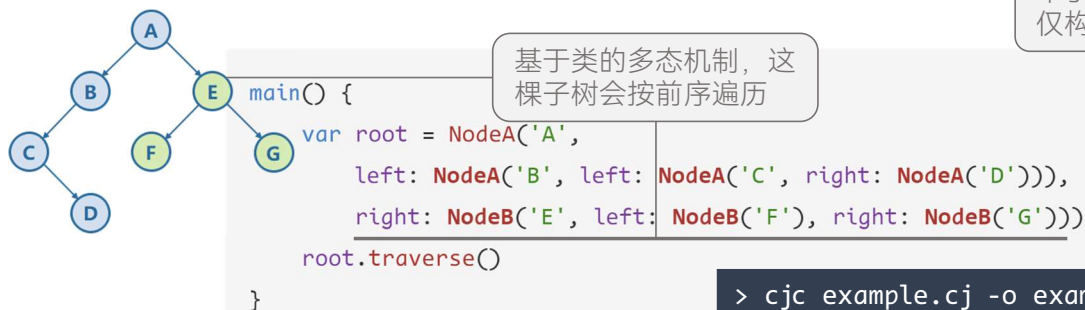 A
B
E
C
F
G
D
仅构
基于类的多态机制，这
棵子树会按前序遍历
main() {
var root = NodeA('A',
left: NodeA('B', left: NodeA('C', right: NodeA('D'))),
right: NodeB('E', left: NodeB('F'), right: NodeB('G')))
root.traverse()
}
> cjc example.cj -o exam